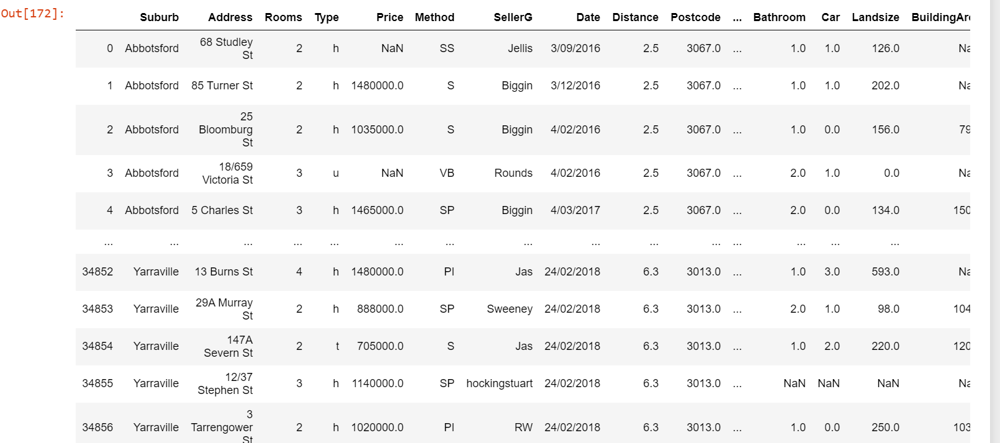 Out[172]:
Suburb Address Rooms Type Price Method SellerG Date Distance Postcode ... Bathroom Car Landsize BuildingAre
0 Abbotsford 68 Studley St 2 h NaN SS Jellis 3/09/2016 2.5 3067.0 ... 1.0 1.0 126.0 Na
1 Abbotsford 85 Turner St 2 h 1480000.0 S Biggin 3/12/2016 2.5 3067.0 ... 1.0 1.0 202.0 Na
2 Abbotsford 25 Bloomburg St 2 h 1035000.0 S Biggin 4/02/2016 2.5 3067.0 ... 1.0 0.0 156.0 79
3 Abbotsford 18/659 Victoria St 3 u NaN VB Rounds 4/02/2016 2.5 3067.0 ... 2.0 1.0 0.0 Na
4 Abbotsford 5 Charles St 3 h 1465000.0 SP Biggin 4/03/2017 2.5 3067.0 ... 2.0 0.0 134.0 150
... ... ... ... ... ... ... ... ... ... ... ... ... ... ...
34852 Yarraville 13 Burns St 4 h 1480000.0 PI Jas 24/02/2018 6.3 3013.0 ... 1.0 3.0 593.0 Na
34853 Yarraville 29A Murray St 2 h 888000.0 SP Sweeney 24/02/2018 6.3 3013.0 ... 2.0 1.0 98.0 104
34854 Yarraville 147A Severn St 2 t 705000.0 S Jas 24/02/2018 6.3 3013.0 ... 1.0 2.0 220.0 120
34855 Yarraville 12/37 Stephen St 3 h 1140000.0 SP hockingstuart 24/02/2018 6.3 3013.0 ... NaN NaN NaN Na
34856 Yarraville 3 Tarrengower St 2 h 1020000.0 PI RW 24/02/2018 6.3 3013.0 ... 1.0 0.0 250.0 103